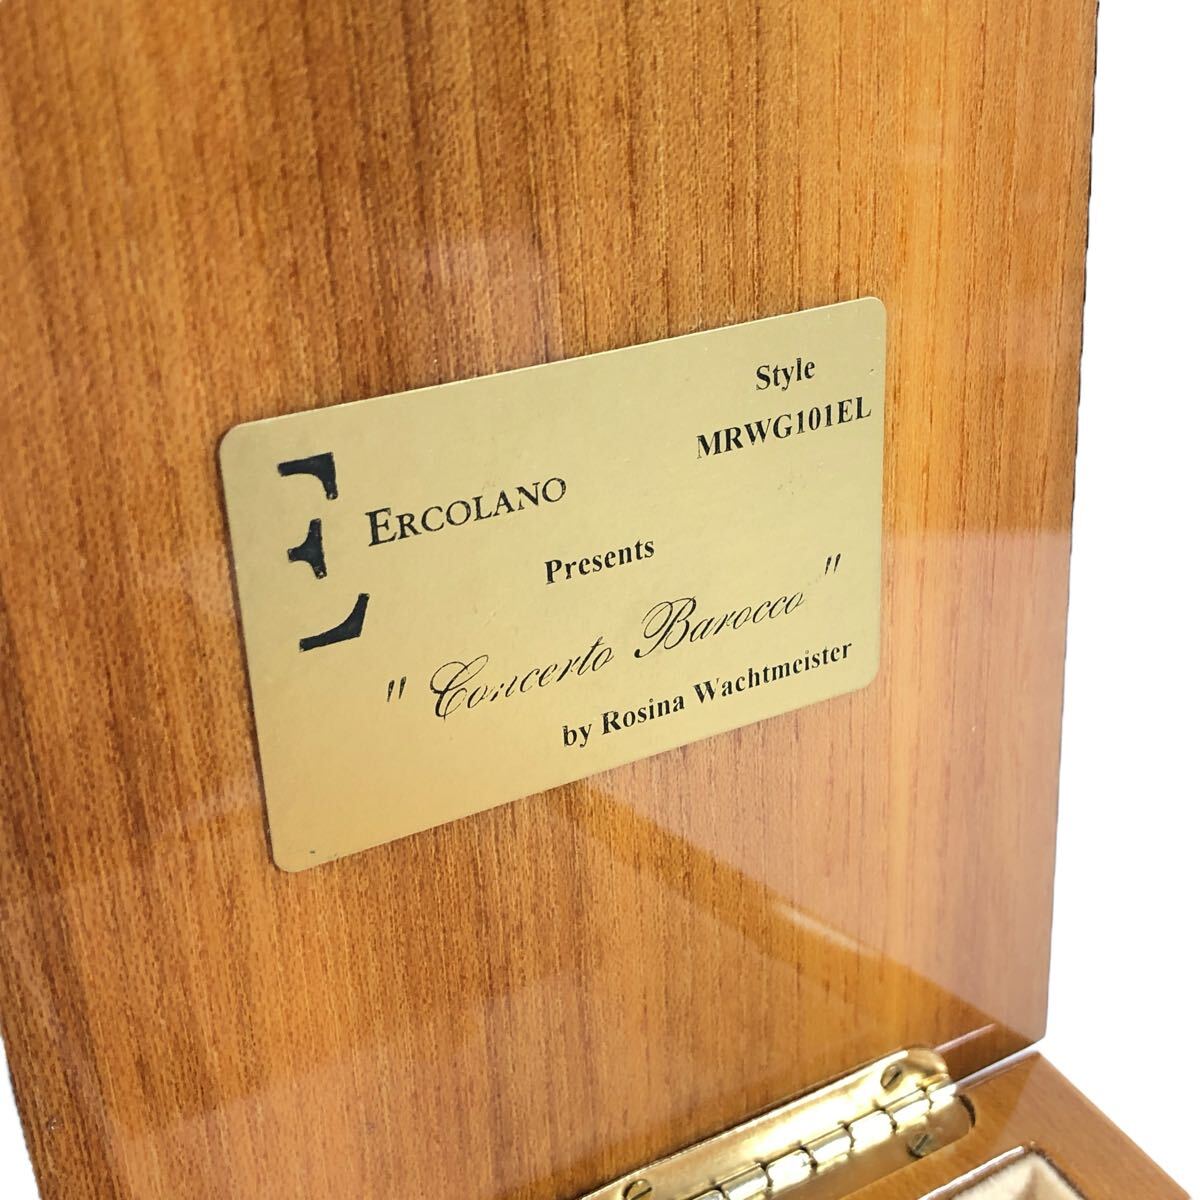 Style
MRWG101EL
E ERCOLANO
Presents
" Concerto Barocco "
by Rosina Wachtmeister